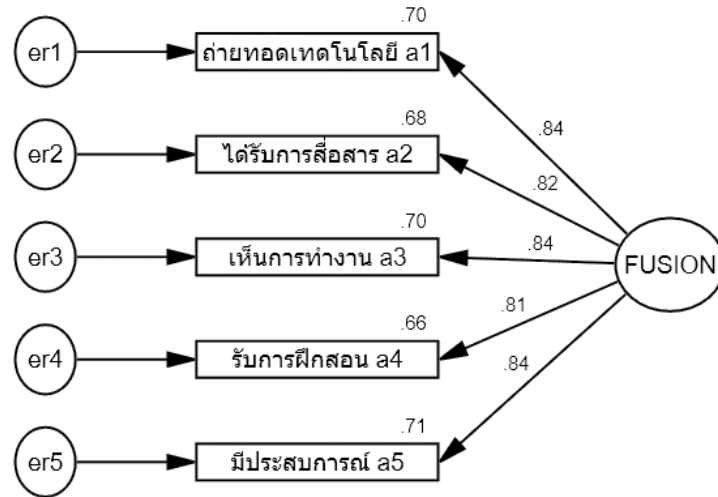 .70
er1
ถ่ายทอดเทดโนโลยี a1
.84
.68
er2
ได้รับการสื่อสาร a2
.82
.70
er3
เห็นการทำงาน a3
.84
FUSION
.66
.81
er4
รับการฝึกสอน a4
.84
.71
er5
มีประสบการณ์ a5